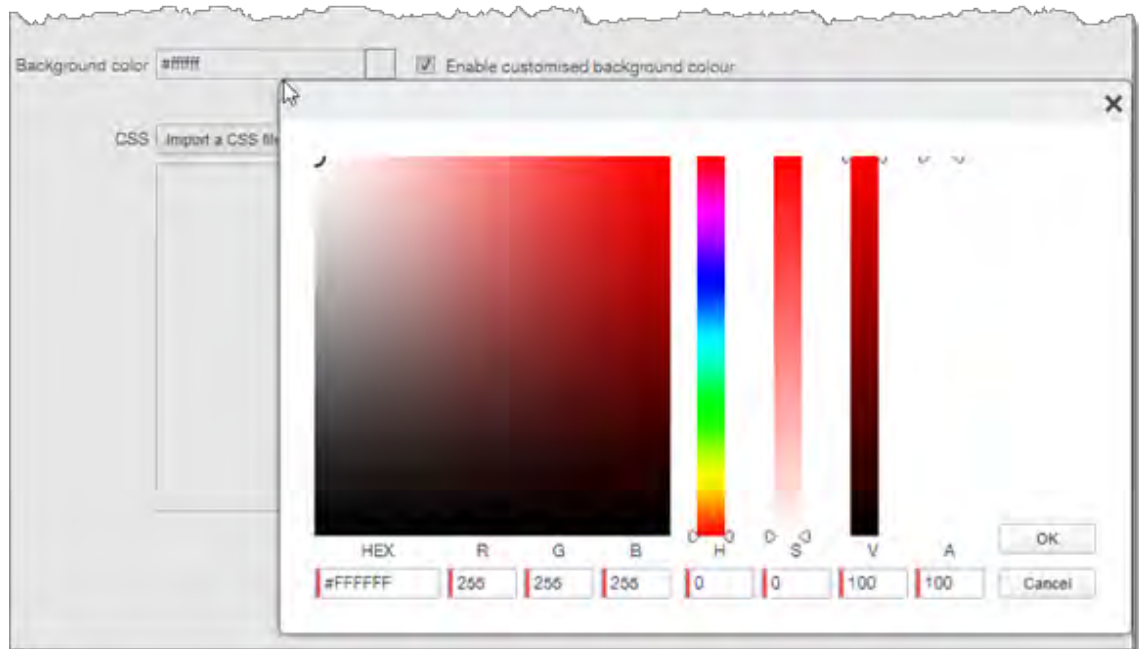 Background color #ffffff Enable customised background colour
CSS Import a CSS file
HEX R G B H S V A OK
#FFFFFF 255 255 255 0 0 100 100 Cancel